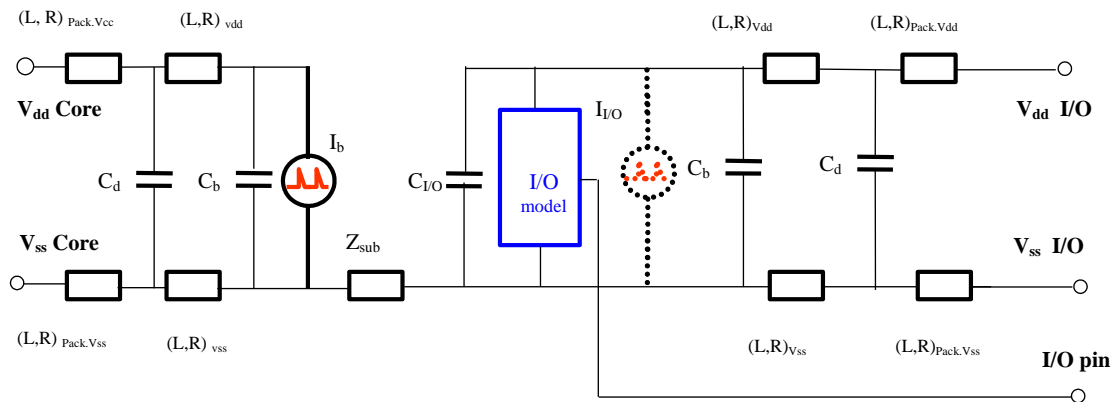 (L,R) Pack.Vcc
(L,R) vdd
(L,R)Vdd
(L,R)Pack.Vdd
Vdd Core
Vdd I/O
Ib
II/O
Cd
Cb
CI/O
I/O
model
Cb
Cd
Vss Core
Zsub
Vss I/O
(L,R) Pack.Vss
(L,R) vss
(L,R)Vss
(L,R)Pack.Vss
I/O pin